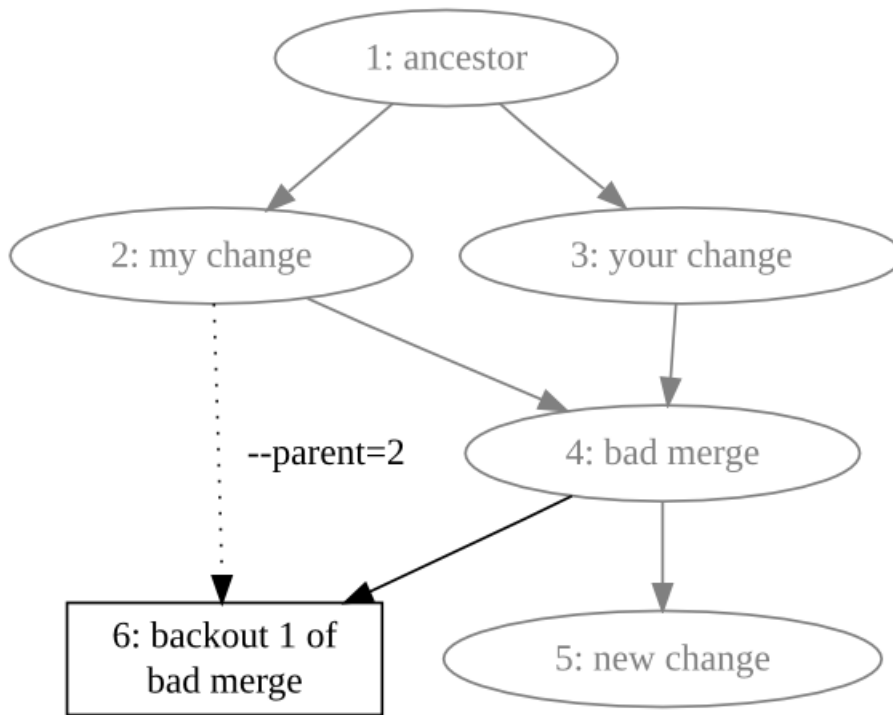 1: ancestor
2: my change
3: your change
--parent=2
4: bad merge
6: backout 1 of
bad merge
5: new change